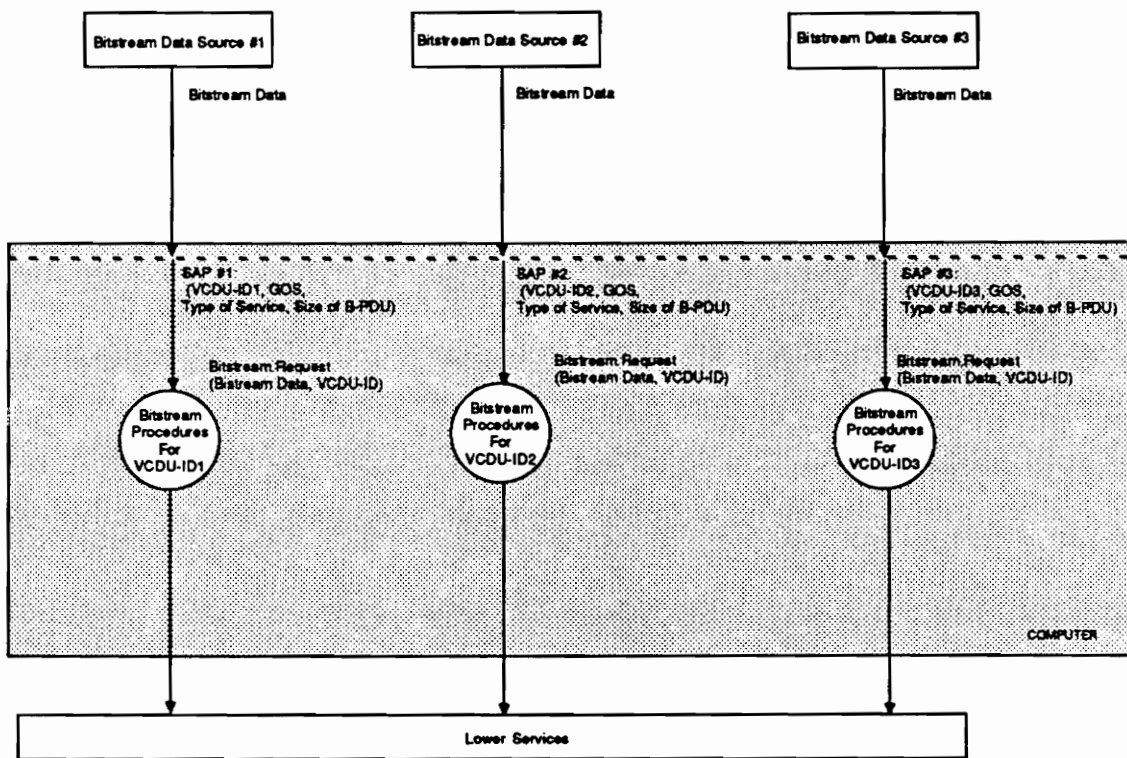 Bitstream Data Source #1
Bitstream Data Source #2
Bitstream Data Source #3
Bitstream Data
Bitstream Data
Bitstream Data
SAP #1:
(VCDU-ID1, GOS,
Type of Service, Size of B-PDU)
SAP #2:
(VCDU-ID2, GOS,
Type of Service, Size of B-PDU)
SAP #3:
(VCDU-ID3, GOS,
Type of Service, Size of B-PDU)
Bitstream.Request
(Bistream Data, VCDU-ID)
Bitstream.Request
(Bistream Data, VCDU-ID)
Bitstream.Request
(Bistream Data, VCDU-ID)
Bitstream
Procedures
For
VCDU-ID1
Bitstream
Procedures
For
VCDU-ID2
Bitstream
Procedures
For
VCDU-ID3
COMPUTER
Lower Services